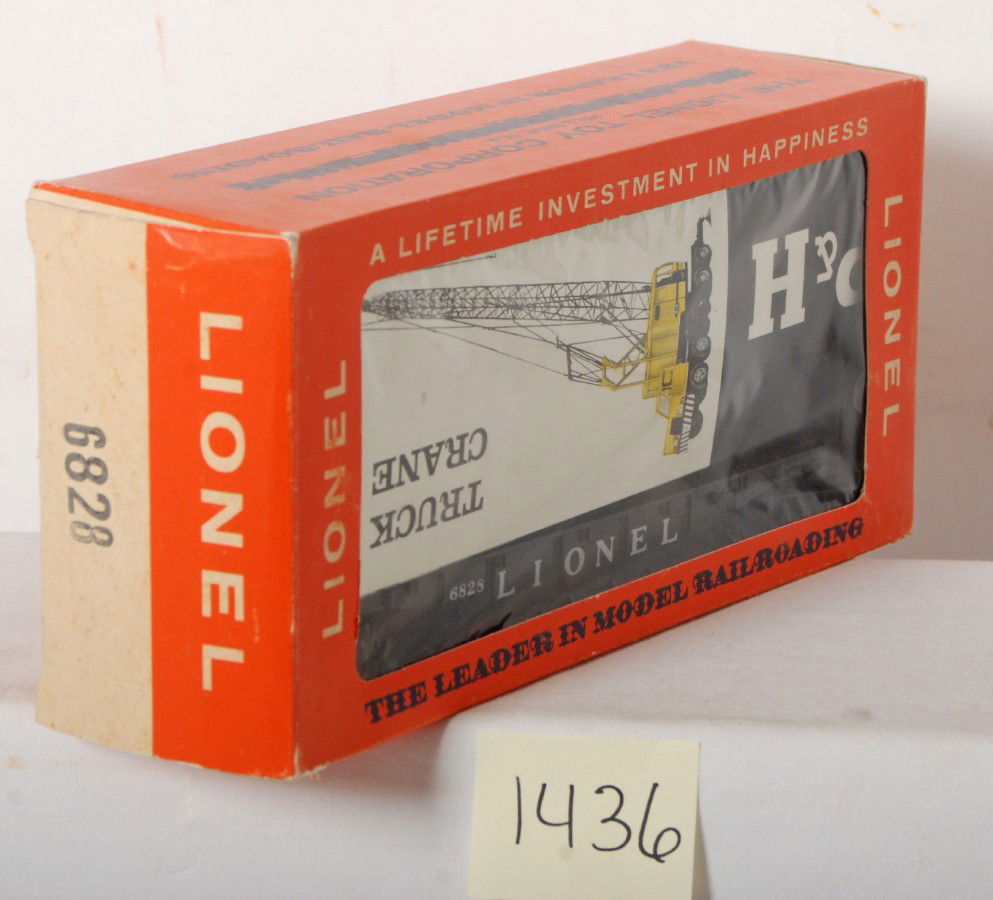 THE LIONEL TOY CORPORATION
A LIFETIME INVESTMENT IN HAPPINESS
LIONEL
LIONEL
LIONEL
6828
P&H
TRUCK
CRANE
6828 LIONEL
THE LEADER IN MODEL RAILROADING
1436